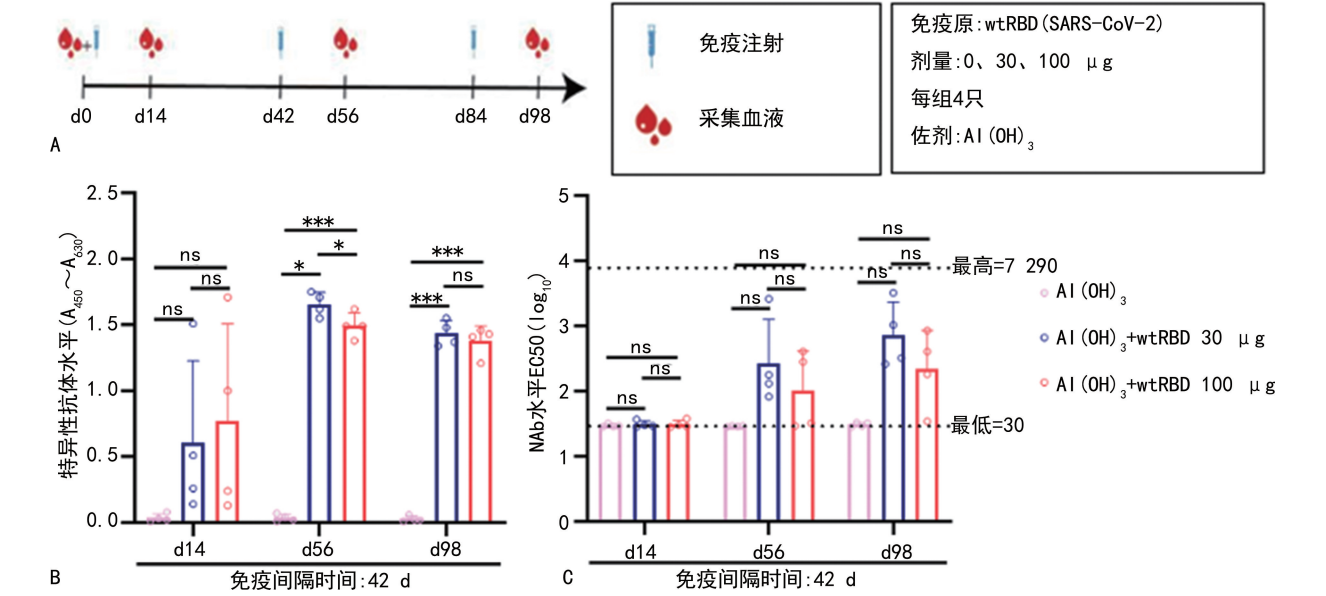 d0 d14 d42 d56 d84 d98
A
免疫注射
采集血液
免疫原:wtRBD(SARS-CoV-2)
剂量:0、30、100 μg
每组4只
佐剂:Al(OH)3
特异性抗体水平(A450～A630)
2.5
2.0
1.5
1.0
0.5
0.0
ns
ns
ns
***
*
*
***
ns
***
d14 d56 d98
免疫间隔时间:42 d
B
NAb水平EC50(log10)
5
4
3
2
1
0
ns
ns
ns
ns
ns
ns
ns
ns
ns
最高=7 290
最低=30
d14 d56 d98
免疫间隔时间:42 d
C
Al(OH)3
Al(OH)3+wtRBD 30 μg
Al(OH)3+wtRBD 100 μg